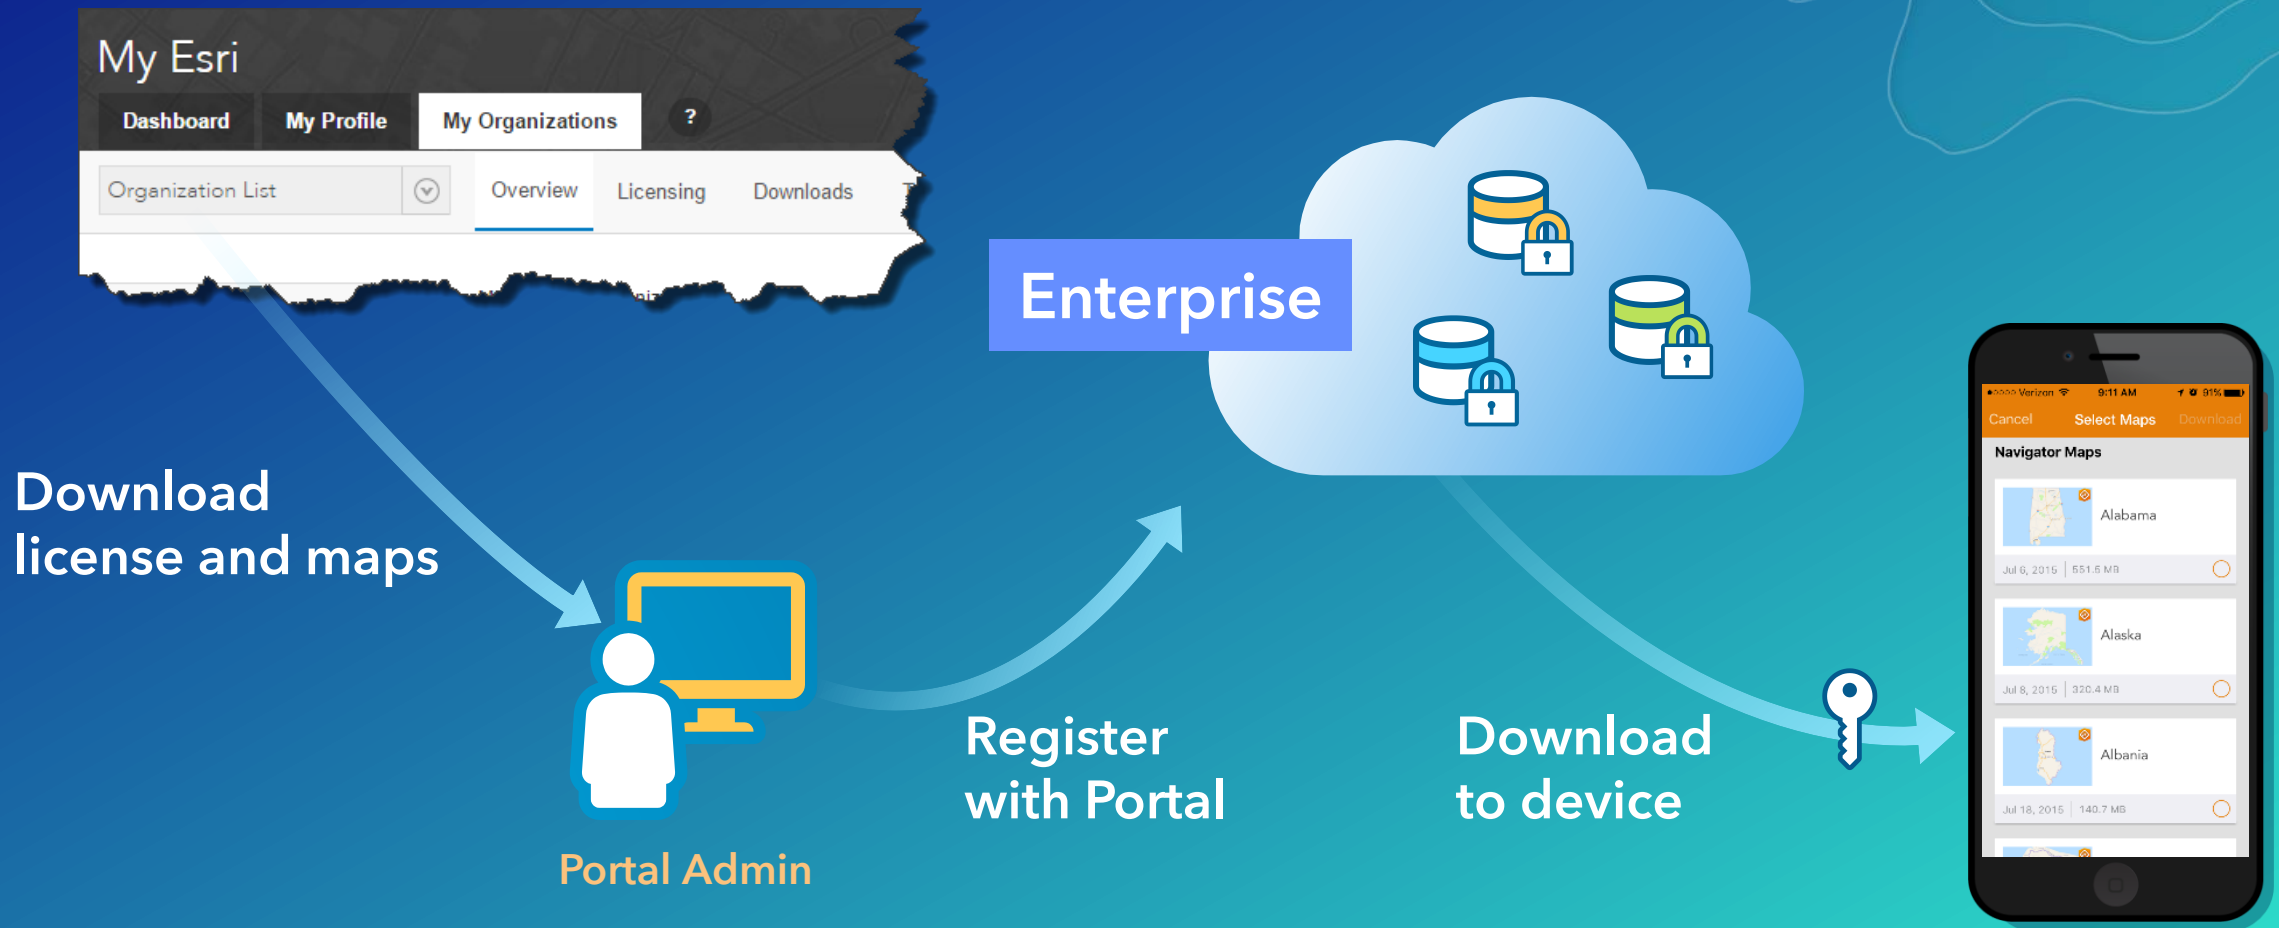 My Esri
Dashboard My Profile My Organizations ?
Organization List Overview Licensing Downloads
Enterprise
Download
license and maps
Portal Admin
Register
with Portal
Download
to device
Verizon 9:11 AM 91%
Cancel Select Maps Download
Navigator Maps
Alabama
Jul 6, 2015 | 551.5 MB
Alaska
Jul 8, 2015 | 320.4 MB
Albania
Jul 18, 2015 | 140.7 MB